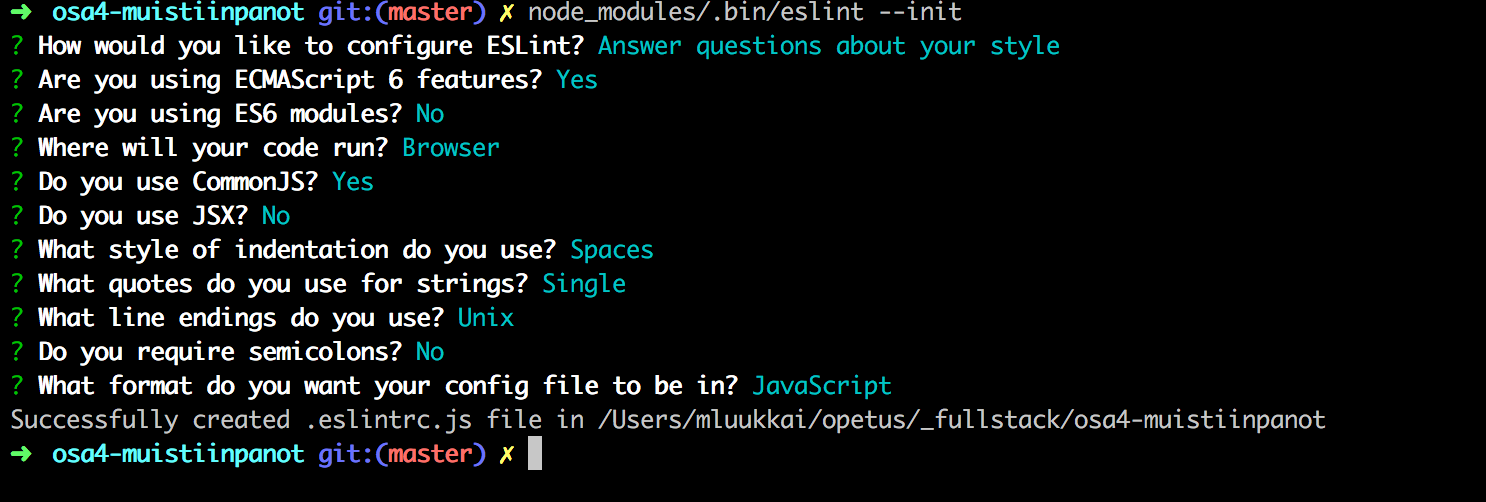 ➜ osa4-muistiinpanot git:(master) ✗ node_modules/.bin/eslint --init
? How would you like to configure ESLint? Answer questions about your style
? Are you using ECMAScript 6 features? Yes
? Are you using ES6 modules? No
? Where will your code run? Browser
? Do you use CommonJS? Yes
? Do you use JSX? No
? What style of indentation do you use? Spaces
? What quotes do you use for strings? Single
? What line endings do you use? Unix
? Do you require semicolons? No
? What format do you want your config file to be in? JavaScript
Successfully created .eslintrc.js file in /Users/mluukkai/opetus/_fullstack/osa4-muistiinpanot
➜ osa4-muistiinpanot git:(master) ✗